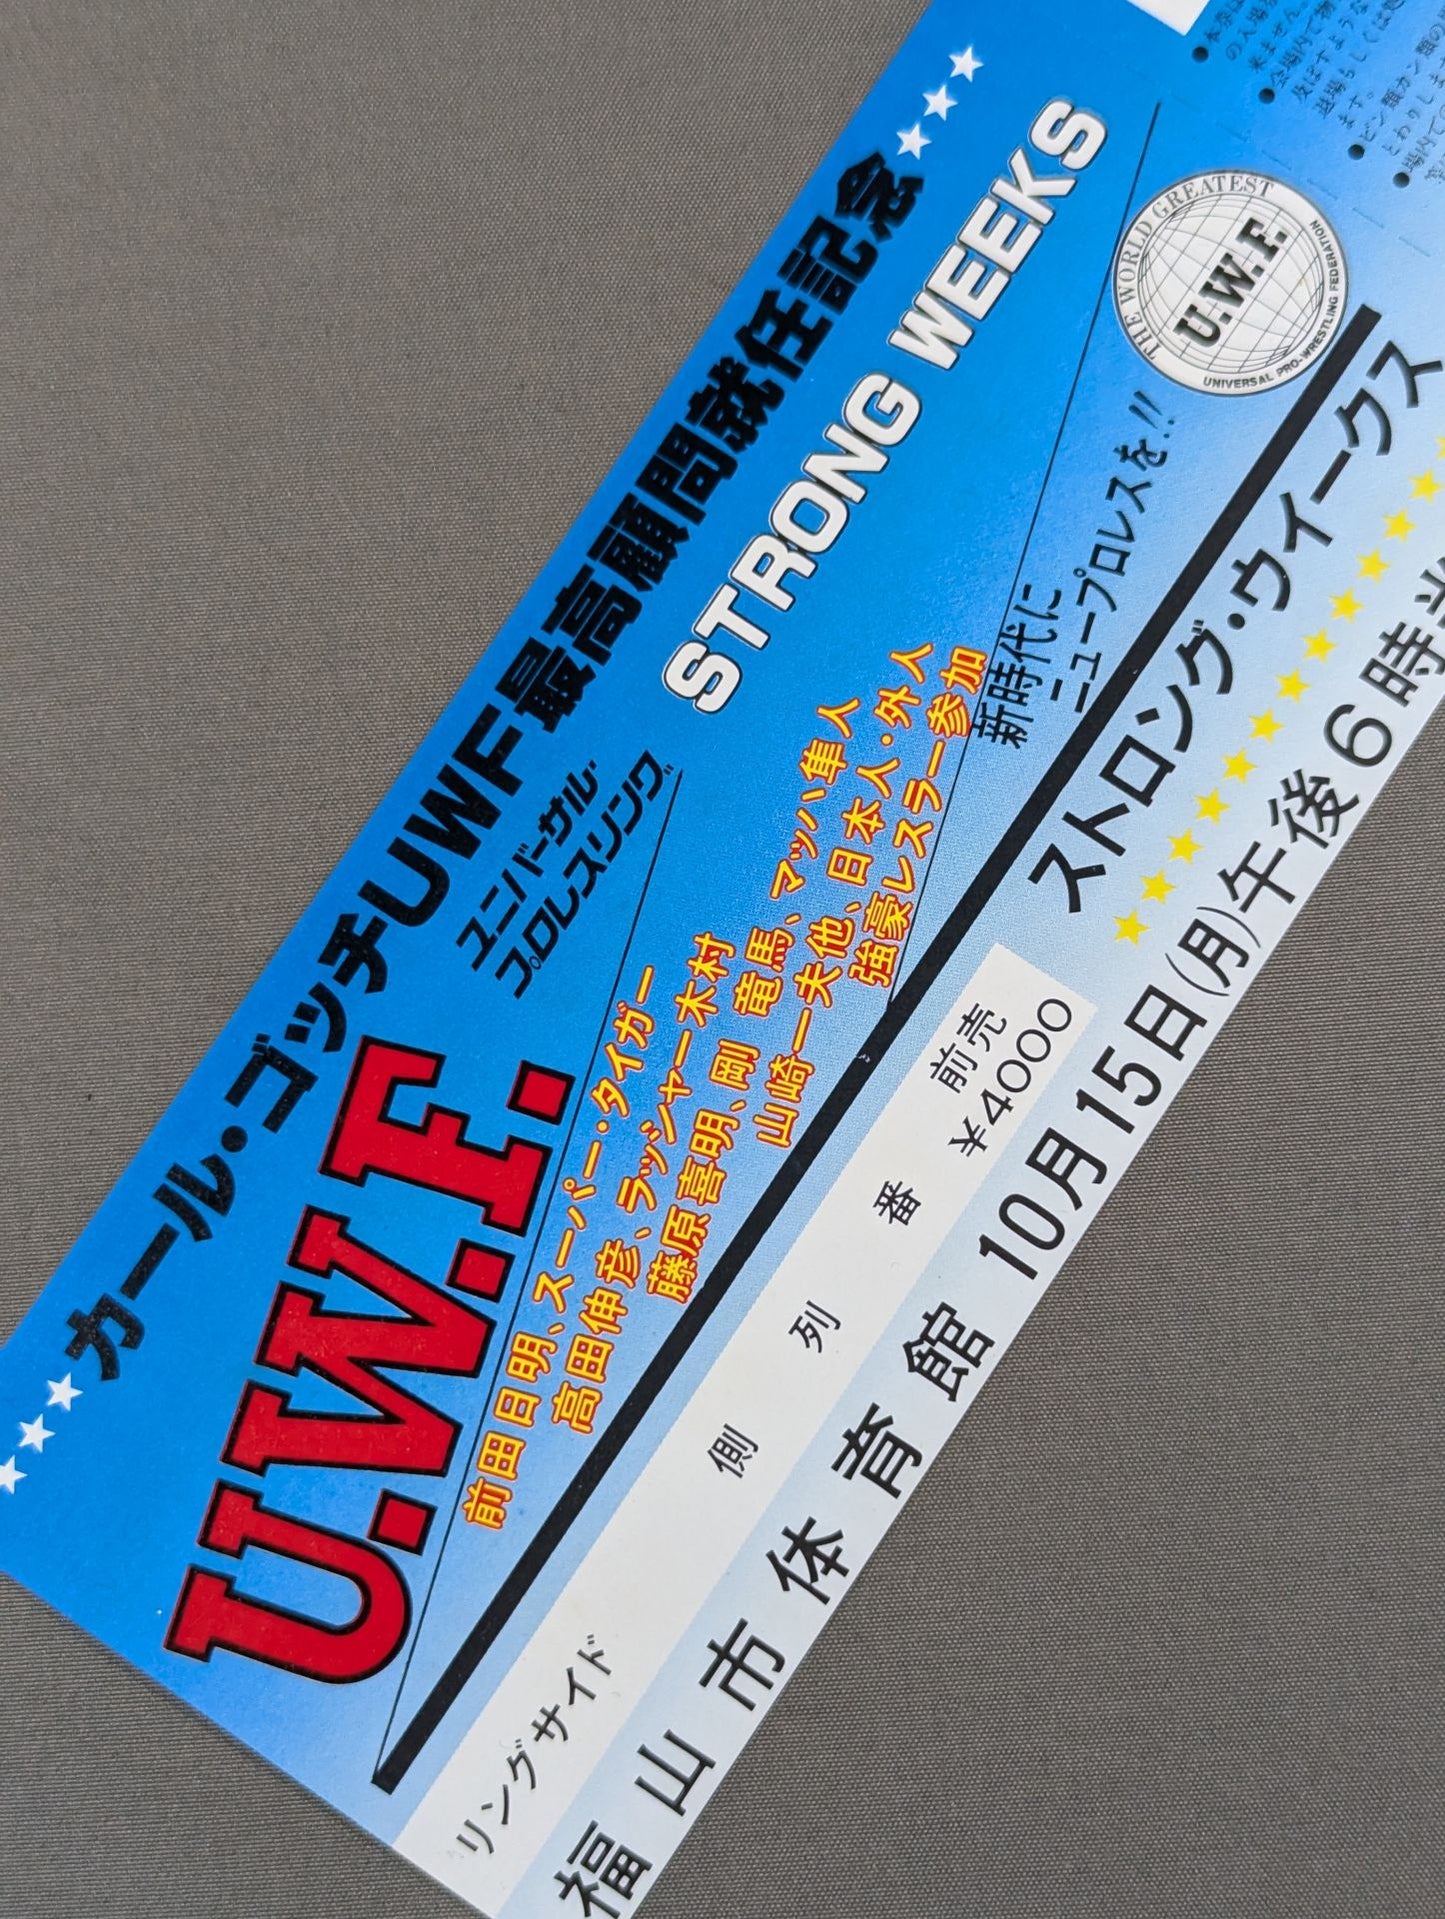 カール・ゴッチUWF最高顧問就任記念
ユニバーサル・
プロレスリング
U.W.F.
STRONG WEEKS
前田日明、スーパー・タイガー
高田伸彦、ラッシャー木村
藤原喜明、剛 竜馬、マッハ隼人
山崎一夫他、日本人・外人
強豪レスラー参加
新時代に
ニュープロレスを!!
THE WORLD GREATEST
U.W.F.
UNIVERSAL PRO-WRESTLING FEDERATION
ストロング・ウィークス
リングサイド 側 列 番
前売
¥4000
福山市体育館 10月15日(月)午後6時半